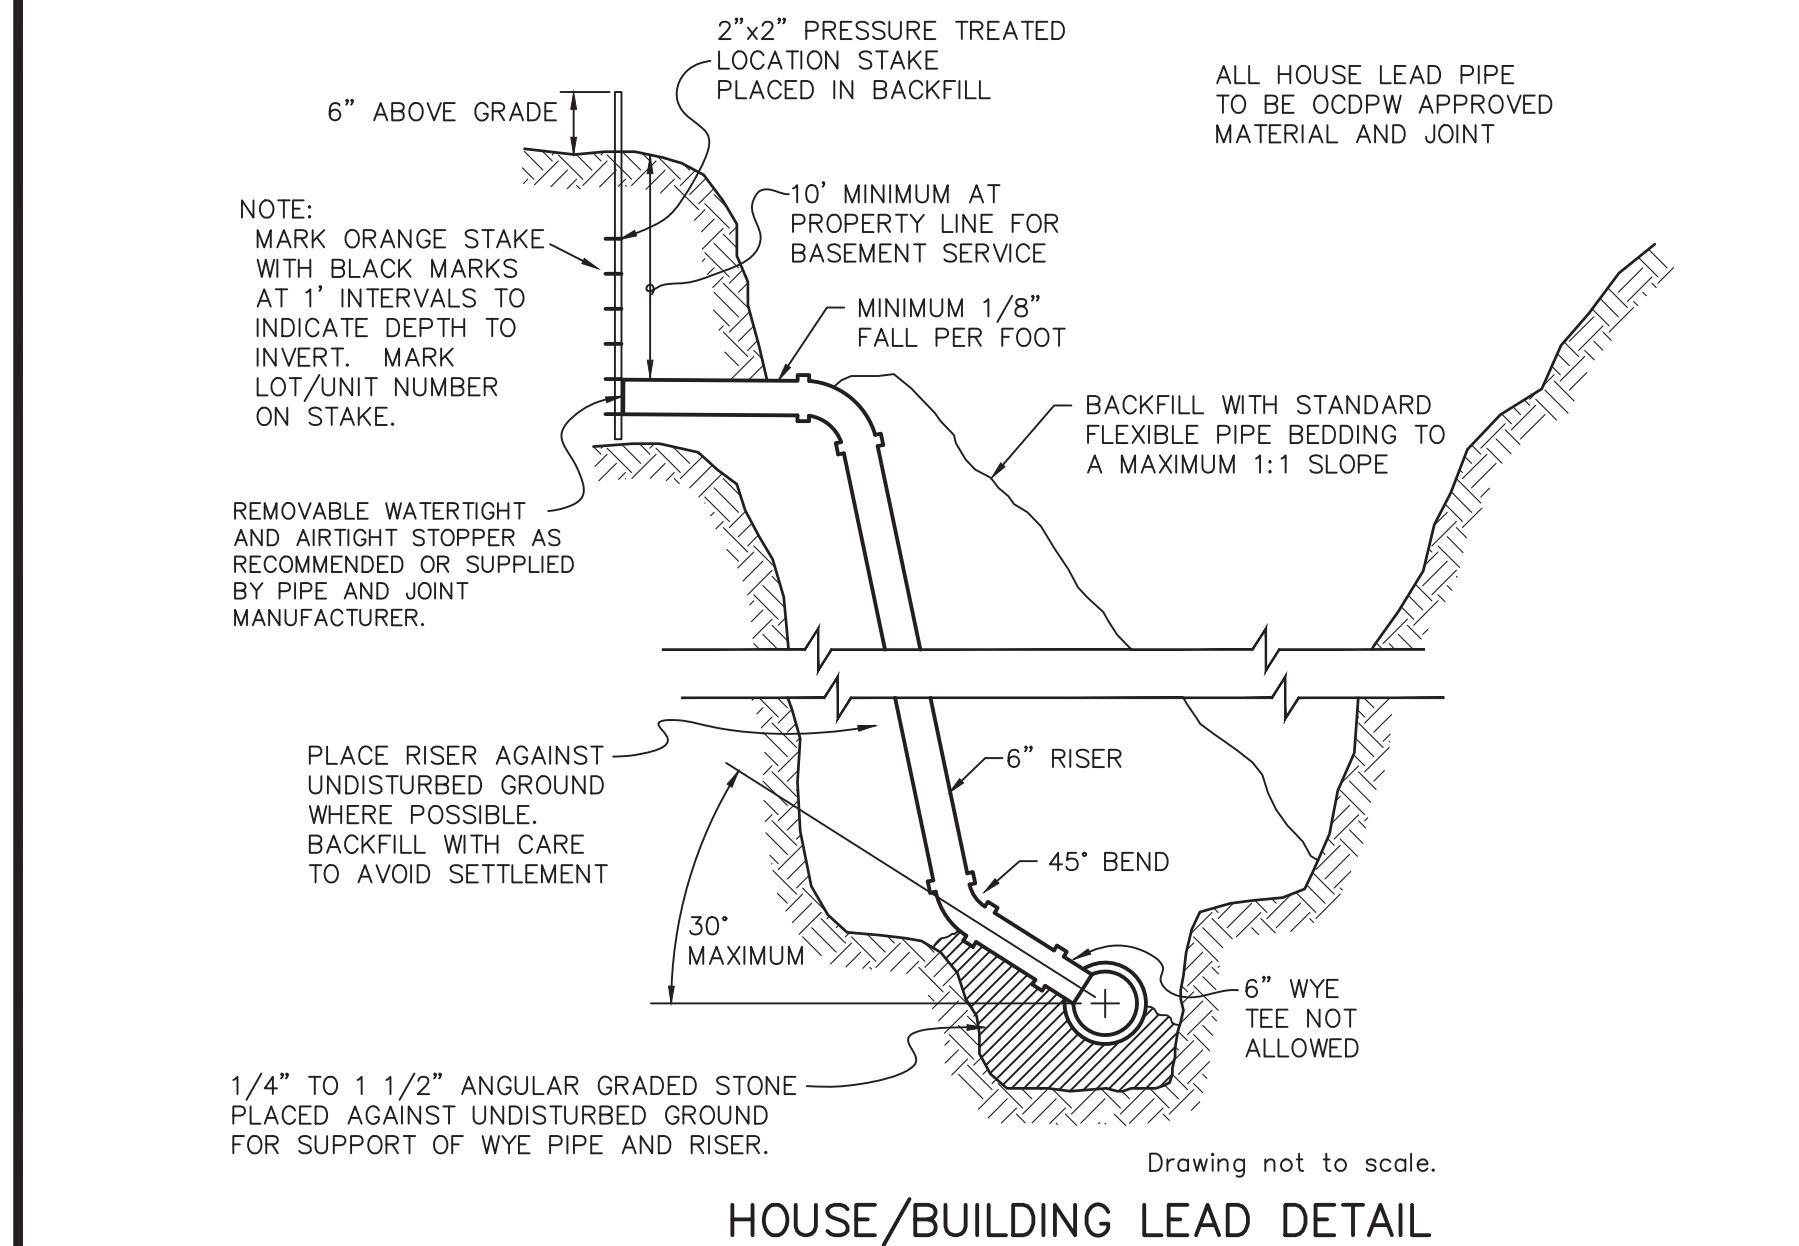 2”x2” PRESSURE TREATED
LOCATION STAKE
PLACED IN BACKFILL
ALL HOUSE LEAD PIPE
TO BE OCDPW APPROVED
MATERIAL AND JOINT
6” ABOVE GRADE
10’ MINIMUM AT
PROPERTY LINE FOR
BASEMENT SERVICE
NOTE:
MARK ORANGE STAKE
WITH BLACK MARKS
AT 1’ INTERVALS TO
INDICATE DEPTH TO
INVERT. MARK
LOT/UNIT NUMBER
ON STAKE.
MINIMUM 1/8”
FALL PER FOOT
BACKFILL WITH STANDARD
FLEXIBLE PIPE BEDDING TO
A MAXIMUM 1:1 SLOPE
REMOVABLE WATERTIGHT
AND AIRTIGHT STOPPER AS
RECOMMENDED OR SUPPLIED
BY PIPE AND JOINT
MANUFACTURER.
PLACE RISER AGAINST
UNDISTURBED GROUND
WHERE POSSIBLE.
BACKFILL WITH CARE
TO AVOID SETTLEMENT
6” RISER
45° BEND
30°
MAXIMUM
6” WYE
TEE NOT
ALLOWED
1/4” TO 1 1/2” ANGULAR GRADED STONE
PLACED AGAINST UNDISTURBED GROUND
FOR SUPPORT OF WYE PIPE AND RISER.
Drawing not to scale.
HOUSE/BUILDING LEAD DETAIL